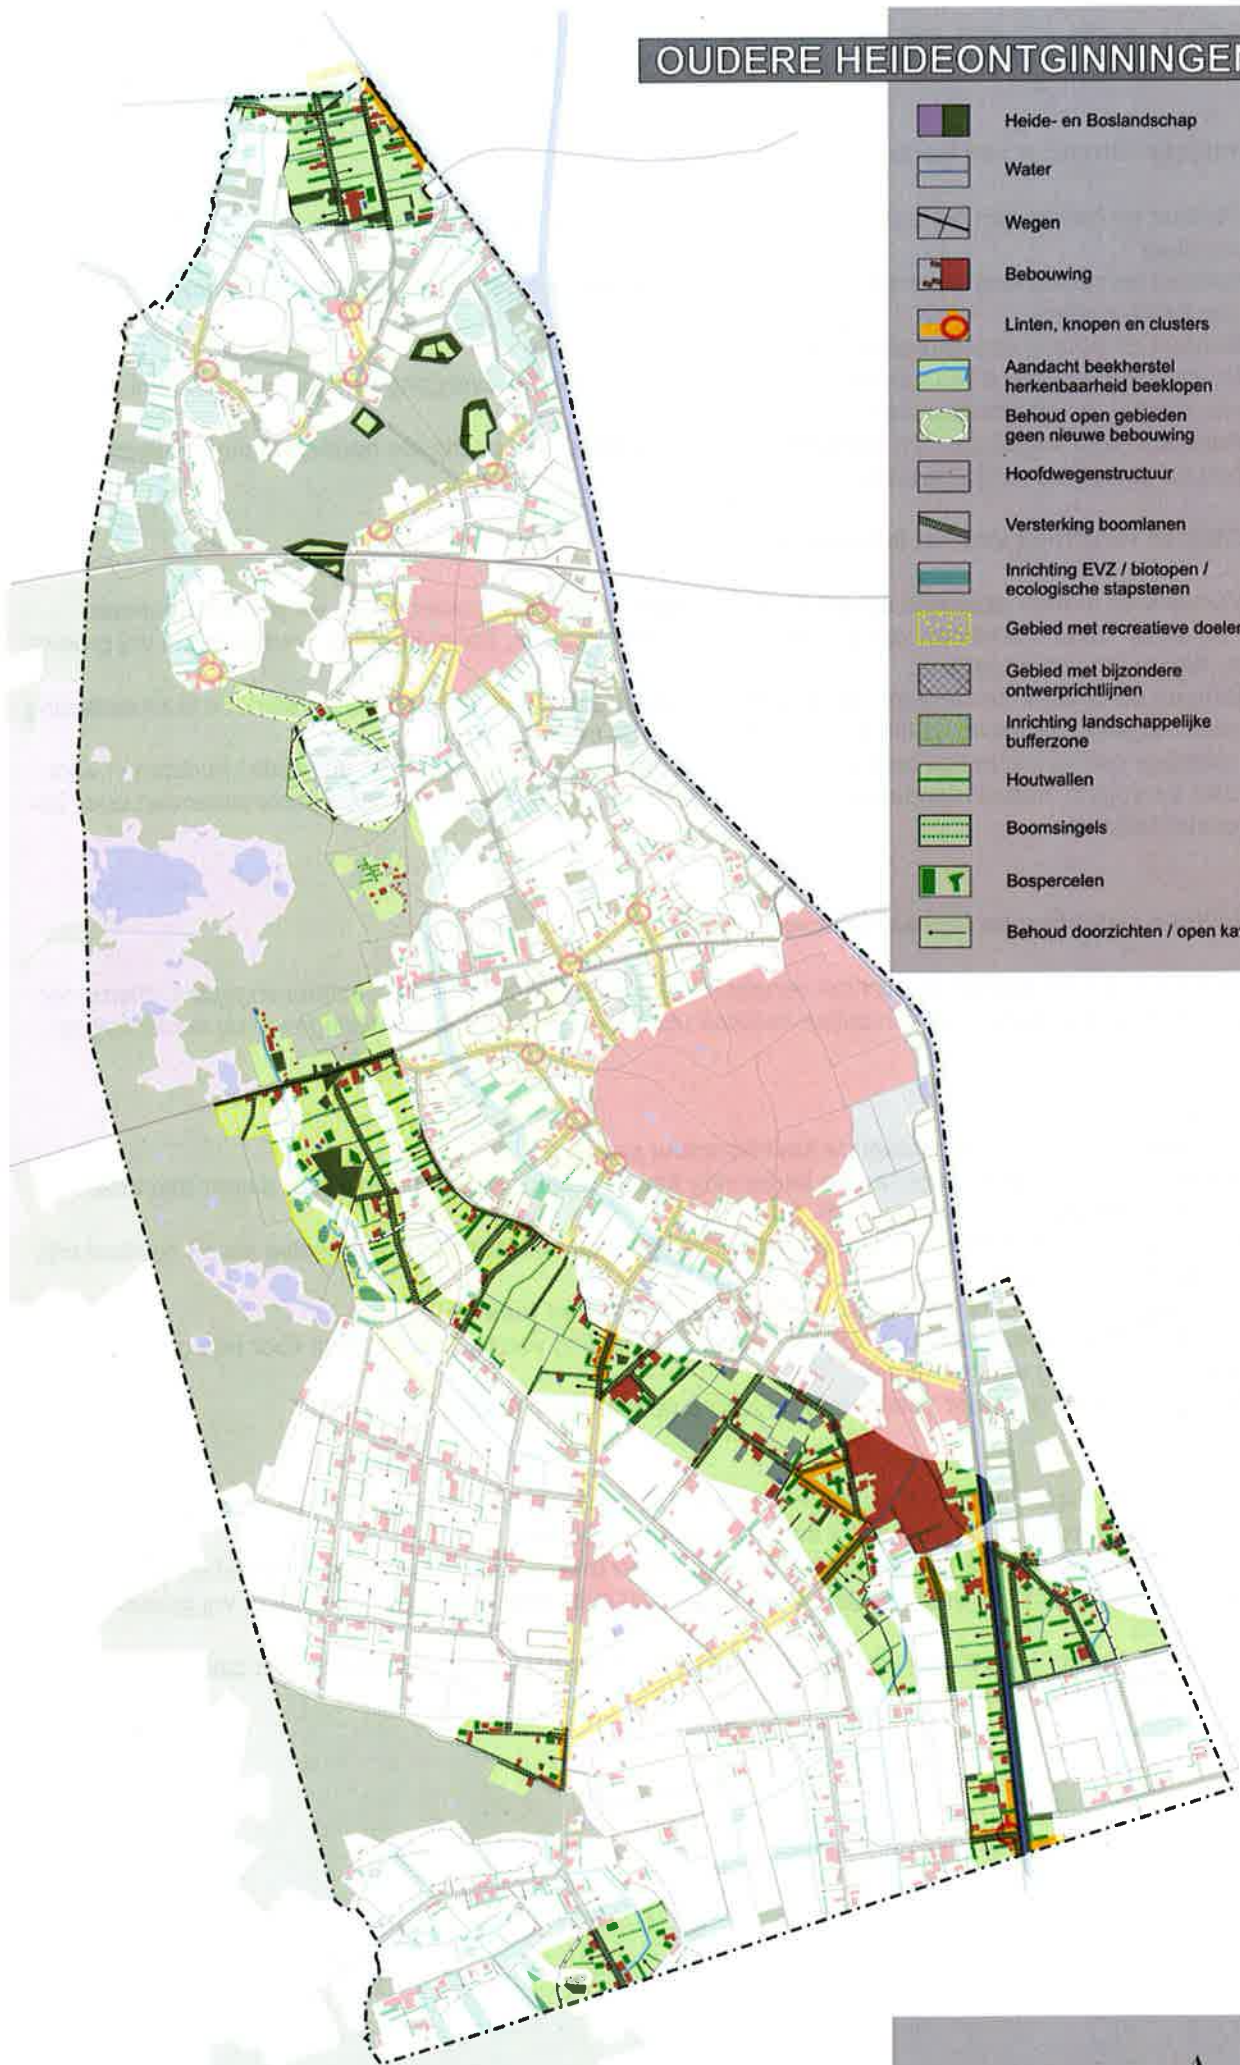 OUDERE HEIDEONTGINNINGEN
Heide- en Boslandschap
Water
Wegen
Bebouwing
Linten, knopen en clusters
Aandacht beekherstel
herkenbaarheid beeklopen
Behoud open gebieden
geen nieuwe bebouwing
Hoofdwegenstructuur
Versterking boomlanen
Inrichting EVZ / biotopen /
ecologische stapstenen
Gebied met recreatieve doelen
Gebied met bijzondere
ontwerprichtlijnen
Inrichting landschappelijke
bufferzone
Houtwallen
Boomsingels
Bospercelen
Behoud doorzichten / open kav